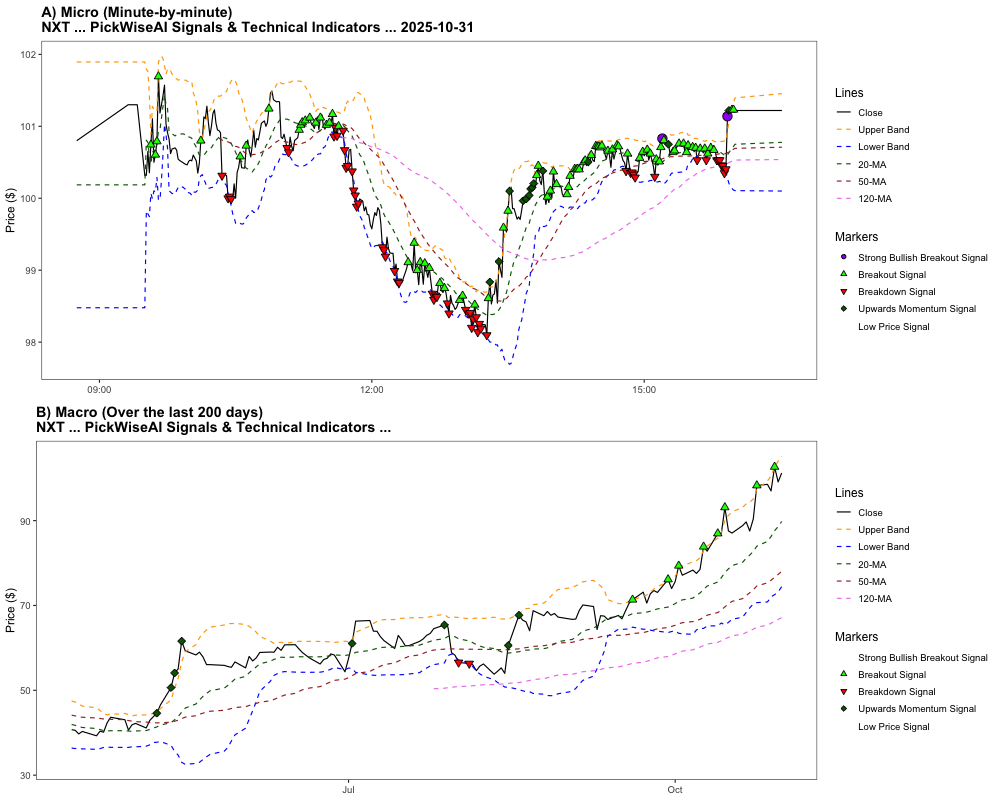 A) Micro (Minute-by-minute)
NXT ... PickWiseAI Signals & Technical Indicators ... 2025-10-31
Price ($)
102
101
100
99
98
09:00
12:00
15:00
Lines
Close
Upper Band
Lower Band
20-MA
50-MA
120-MA
Markers
Strong Bullish Breakout Signal
Breakout Signal
Breakdown Signal
Upwards Momentum Signal
Low Price Signal
B) Macro (Over the last 200 days)
NXT ... PickWiseAI Signals & Technical Indicators ...
Price ($)
90
70
50
30
Jul
Oct
Lines
Close
Upper Band
Lower Band
20-MA
50-MA
120-MA
Markers
Strong Bullish Breakout Signal
Breakout Signal
Breakdown Signal
Upwards Momentum Signal
Low Price Signal